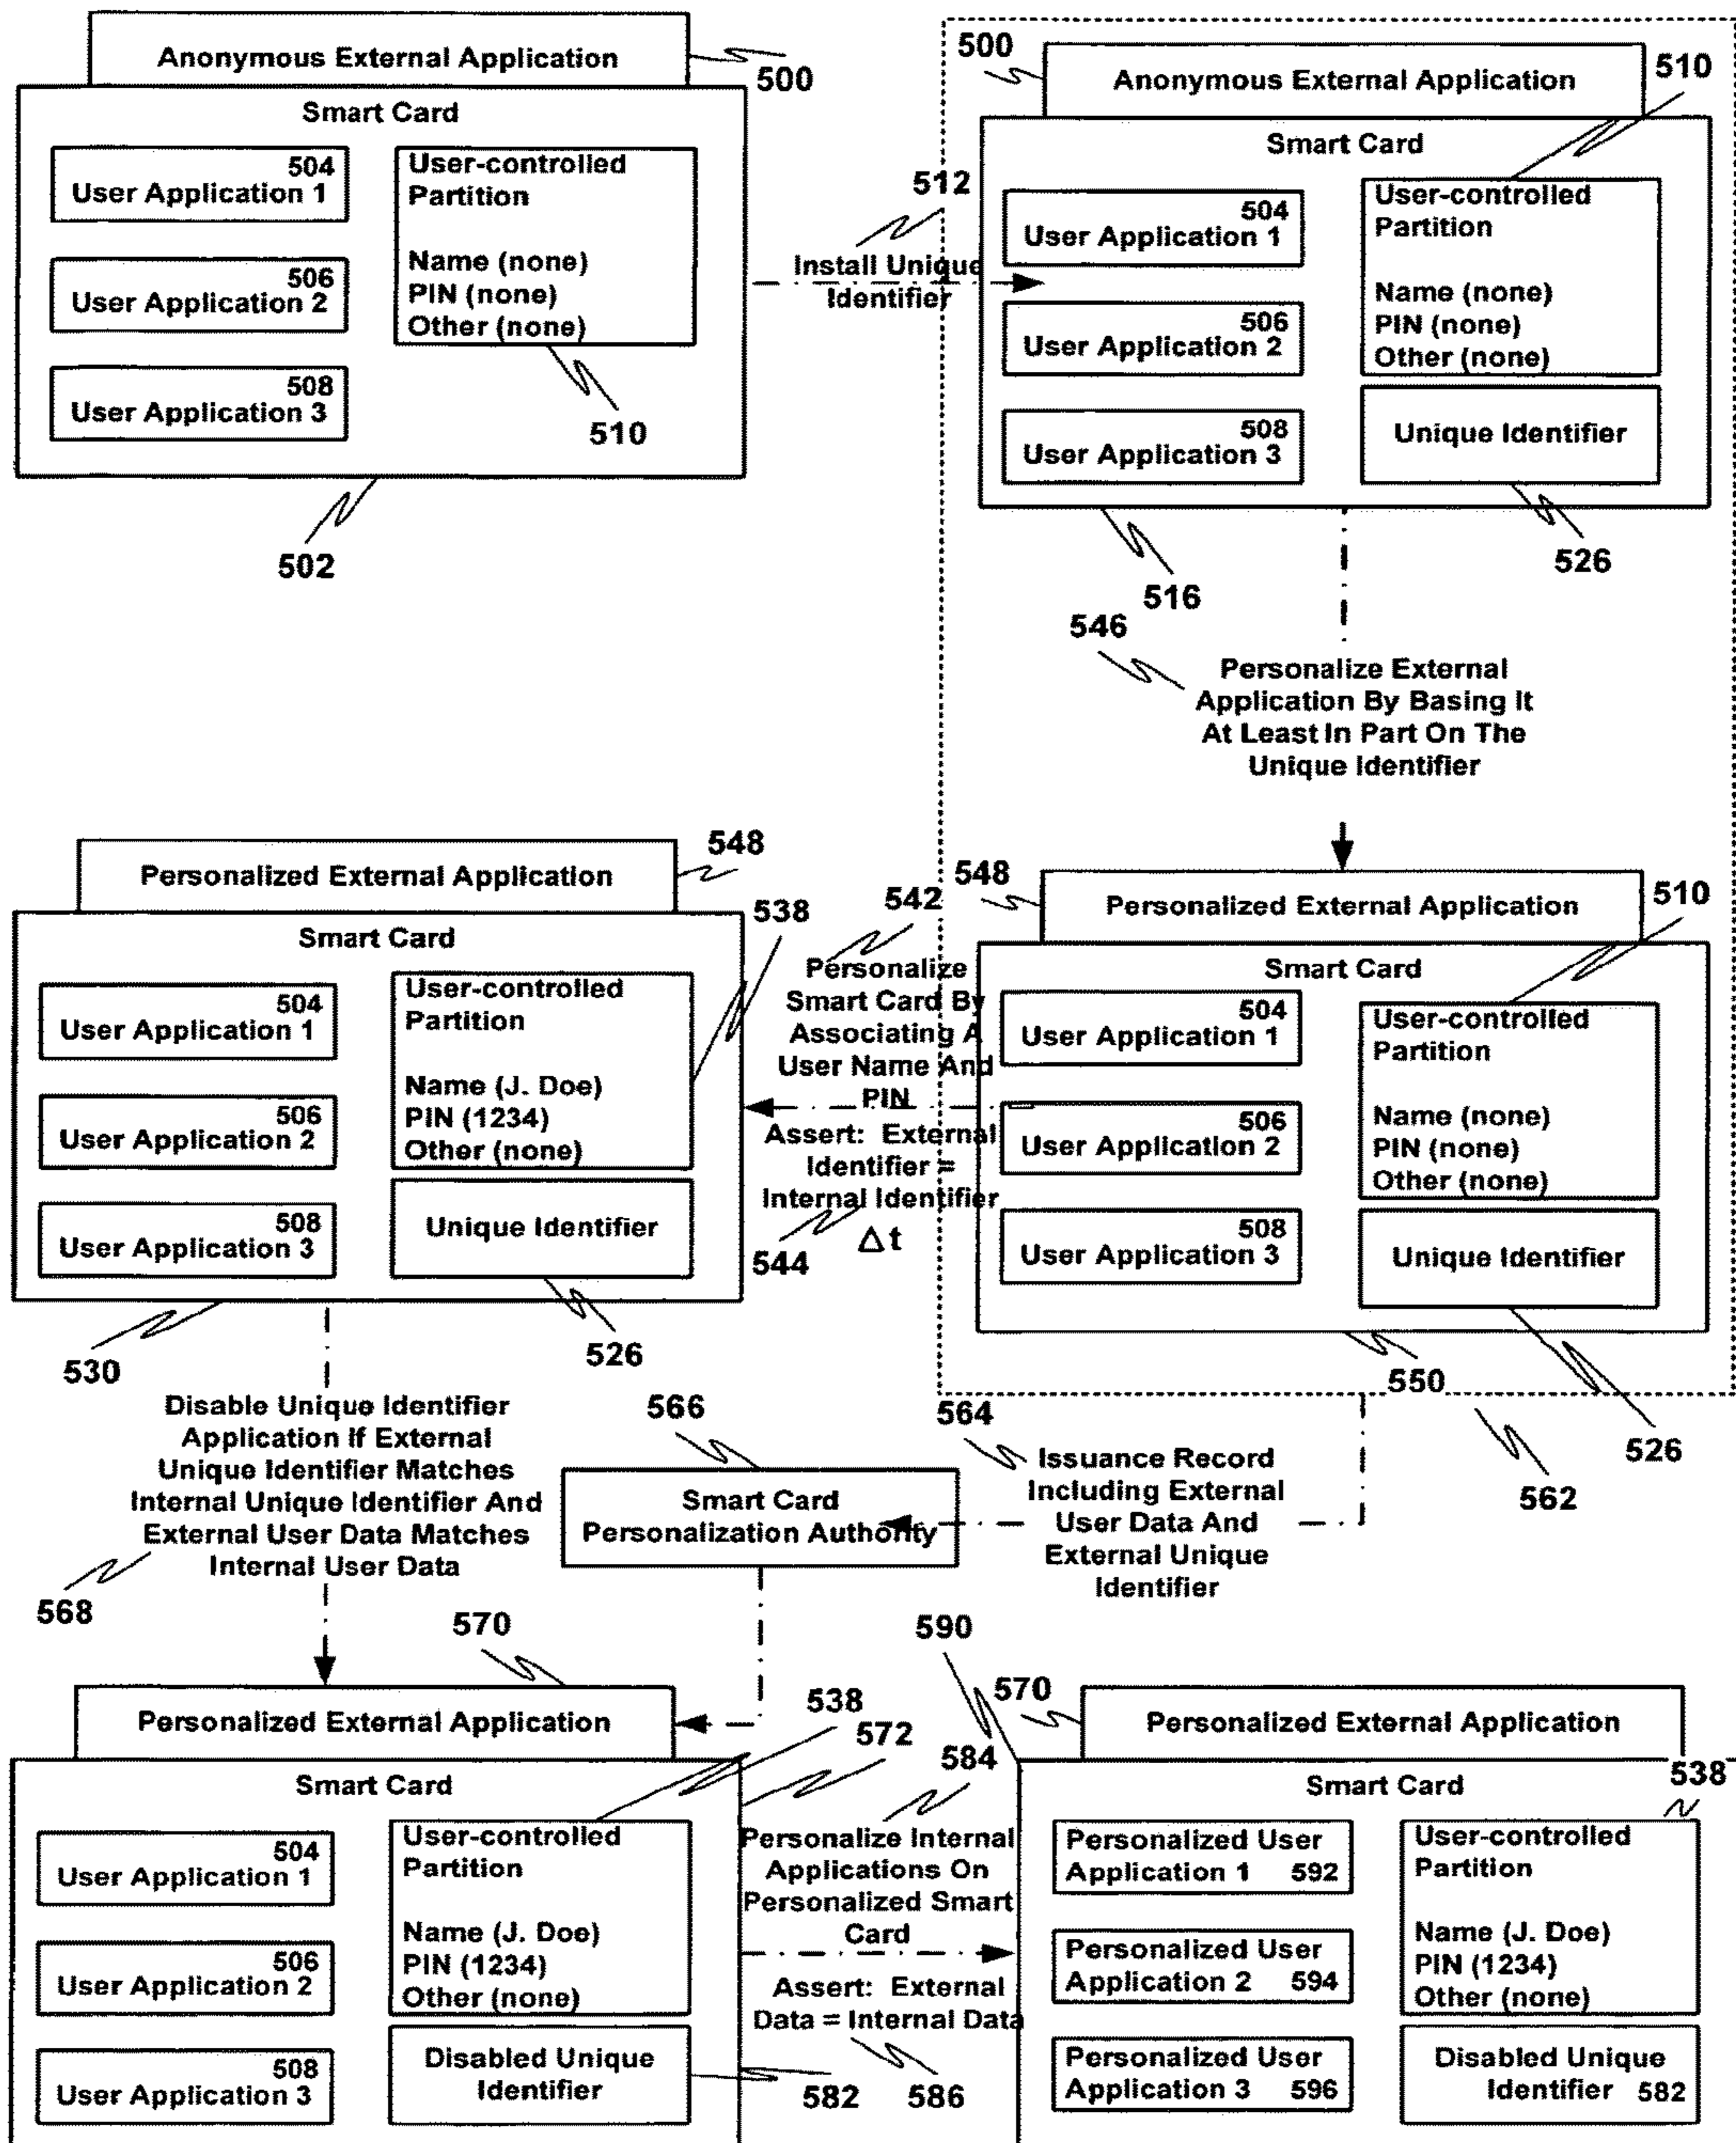 Anonymous External Application
500
Smart Card
504
User Application 1
506
User Application 2
508
User Application 3
User-controlled
Partition
Name (none)
PIN (none)
Other (none)
510
502
512
Install Unique
Identifier
500
Anonymous External Application
510
Smart Card
504
User Application 1
506
User Application 2
508
User Application 3
User-controlled
Partition
Name (none)
PIN (none)
Other (none)
Unique Identifier
526
516
546
Personalize External
Application By Basing It
At Least In Part On The
Unique Identifier
548
Personalized External Application
510
Smart Card
504
User Application 1
506
User Application 2
508
User Application 3
User-controlled
Partition
Name (none)
PIN (none)
Other (none)
Unique Identifier
550
526
562
542
Personalize
Smart Card By
Associating A
User Name And
PIN
Assert: External
Identifier =
Internal Identifier
Δt
544
Personalized External Application
548
538
Smart Card
504
User Application 1
506
User Application 2
508
User Application 3
User-controlled
Partition
Name (J. Doe)
PIN (1234)
Other (none)
Unique Identifier
530
526
Disable Unique Identifier
Application If External
Unique Identifier Matches
Internal Unique Identifier And
External User Data Matches
Internal User Data
568
566
Smart Card
Personalization Authority
564
Issuance Record
Including External
User Data And
External Unique
Identifier
570
Personalized External Application
538
572
Smart Card
504
User Application 1
506
User Application 2
508
User Application 3
User-controlled
Partition
Name (J. Doe)
PIN (1234)
Other (none)
Disabled Unique
Identifier
582
584
Personalize Internal
Applications On
Personalized Smart
Card
Assert: External
Data = Internal Data
586
590
570
Personalized External Application
538
Smart Card
Personalized User
Application 1 592
Personalized User
Application 2 594
Personalized User
Application 3 596
User-controlled
Partition
Name (J. Doe)
PIN (1234)
Other (none)
Disabled Unique
Identifier 582